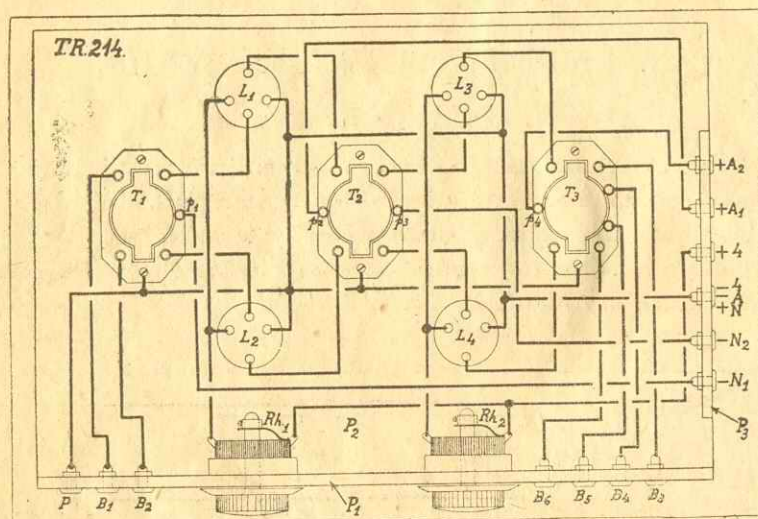 T.R.214.
L1
L3
T1
p1
T2
p2
p3
T3
p4
+A2
+A1
+4
-4
-A
+N
-N2
-N1
L2
L4
Rh1
P2
Rh2
P3
P
B1
B2
P1
B6
B5
B4
B3